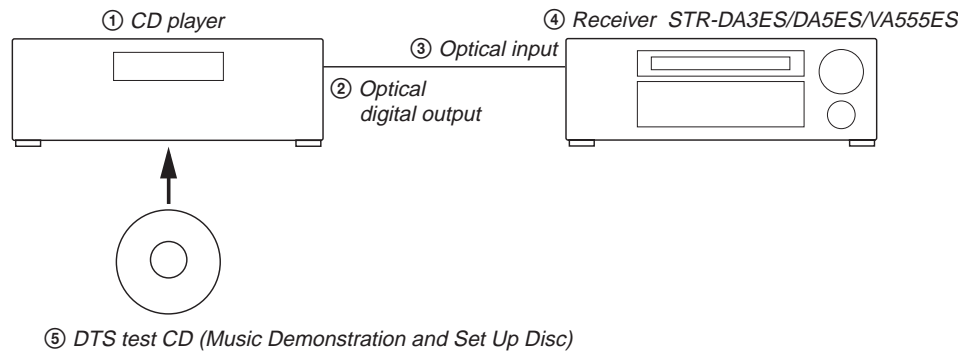 ① CD player
④ Receiver STR-DA3ES/DA5ES/VA555ES
③ Optical input
② Optical
digital output
⑤ DTS test CD (Music Demonstration and Set Up Disc)